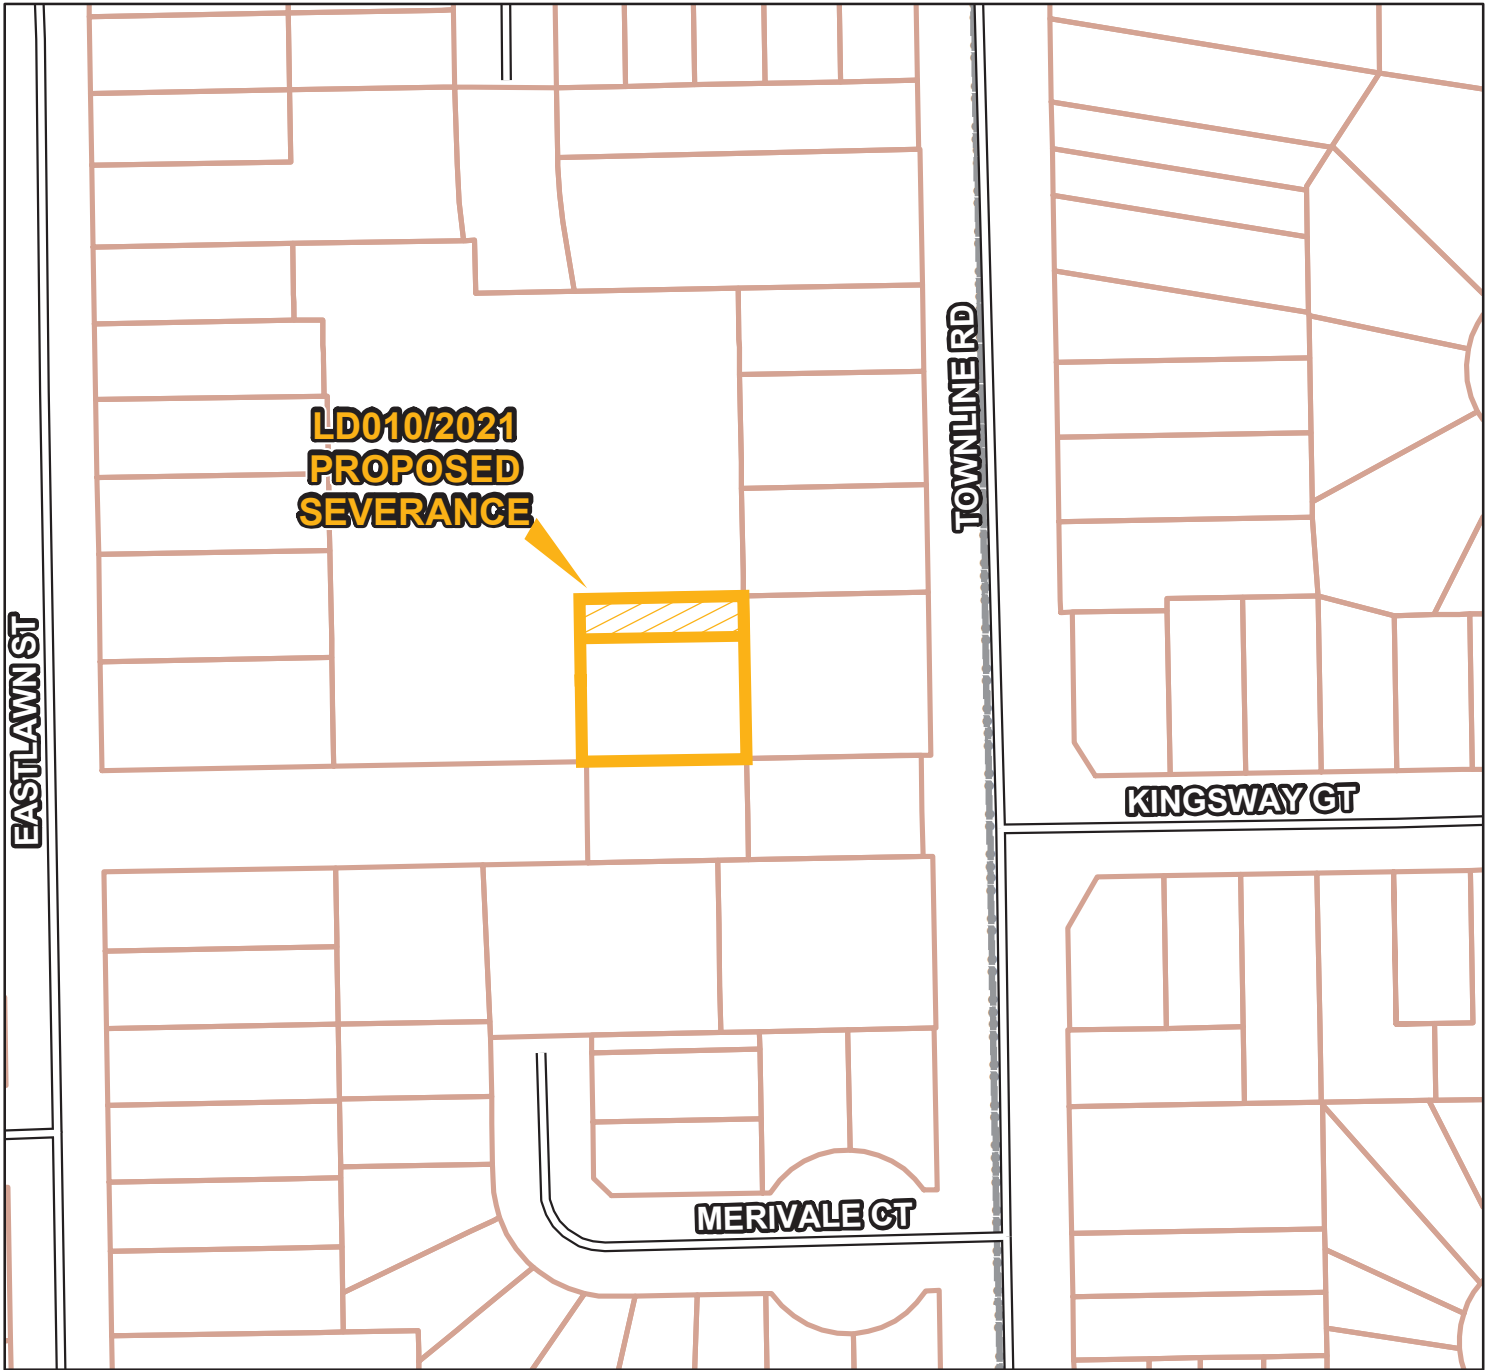 TOWNLINE RD
LD010/2021
PROPOSED
SEVERANCE
EASTLAWN ST
KINGSWAY GT
MERIVALE CT